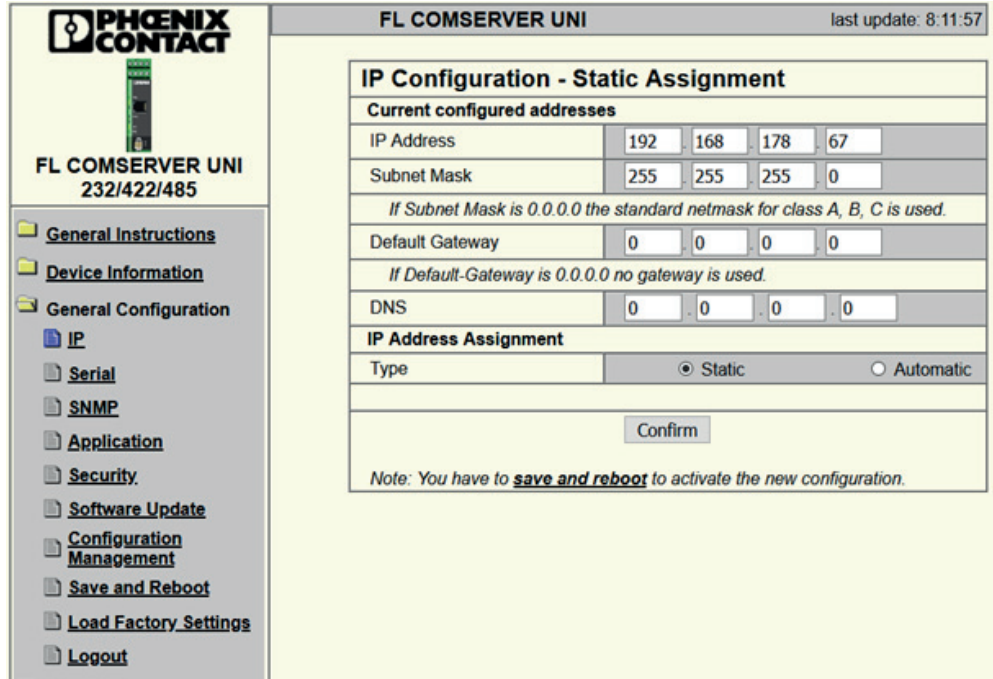 PHŒNIX
CONTACT
FL COMSERVER UNI
232/422/485
General Instructions
Device Information
General Configuration
IP
Serial
SNMP
Application
Security
Software Update
Configuration
Management
Save and Reboot
Load Factory Settings
Logout
FL COMSERVER UNI last update: 8:11:57
IP Configuration - Static Assignment
Current configured addresses
IP Address 192 . 168 . 178 . 67
Subnet Mask 255 . 255 . 255 . 0
If Subnet Mask is 0.0.0.0 the standard netmask for class A, B, C is used.
Default Gateway 0 . 0 . 0 . 0
If Default-Gateway is 0.0.0.0 no gateway is used.
DNS 0 . 0 . 0 . 0
IP Address Assignment
Type Static Automatic
Confirm
Note: You have to save and reboot to activate the new configuration.